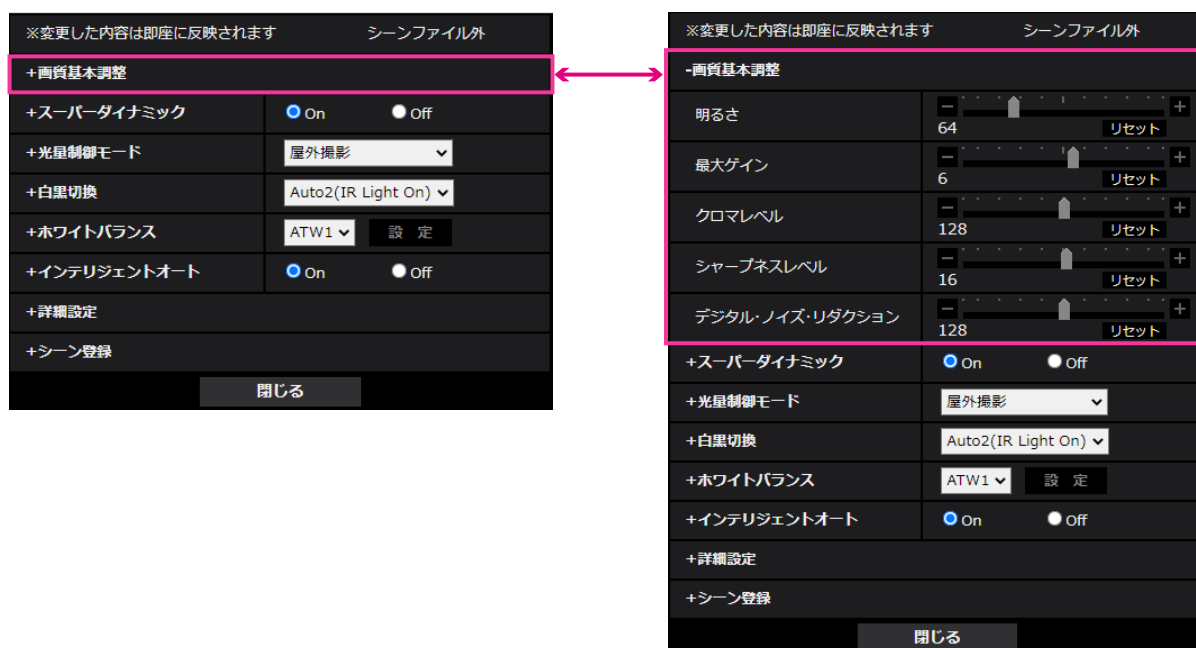 ※変更した内容は即座に反映されます シーンファイル外
+画質基本調整
+スーパーダイナミック On Off
+光量制御モード 屋外撮影
+白黒切換 Auto2(IR Light On)
+ホワイトバランス ATW1 設 定
+インテリジェントオート On Off
+詳細設定
+シーン登録
閉じる
※変更した内容は即座に反映されます シーンファイル外
-画質基本調整
明るさ － +
64 リセット
最大ゲイン － +
6 リセット
クロマレベル － +
128 リセット
シャープネスレベル － +
16 リセット
デジタル・ノイズ・リダクション － +
128 リセット
+スーパーダイナミック On Off
+光量制御モード 屋外撮影
+白黒切換 Auto2(IR Light On)
+ホワイトバランス ATW1 設 定
+インテリジェントオート On Off
+詳細設定
+シーン登録
閉じる